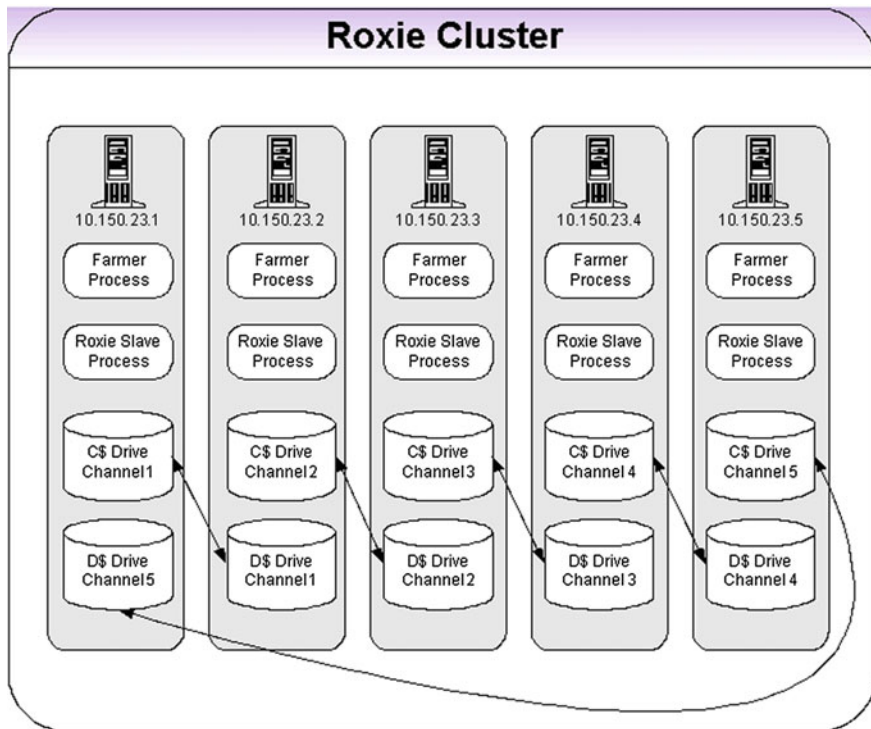 Roxie Cluster
10.150.23.1
10.150.23.2
10.150.23.3
10.150.23.4
10.150.23.5
Farmer
Process
Farmer
Process
Farmer
Process
Farmer
Process
Farmer
Process
Roxie Slave
Process
Roxie Slave
Process
Roxie Slave
Process
Roxie Slave
Process
Roxie Slave
Process
C$ Drive
Channel1
C$ Drive
Channel2
C$ Drive
Channel3
C$ Drive
Channel 4
C$ Drive
Channel 5
D$ Drive
Channel5
D$ Drive
Channel1
D$ Drive
Channel2
D$ Drive
Channel 3
D$ Drive
Channel 4